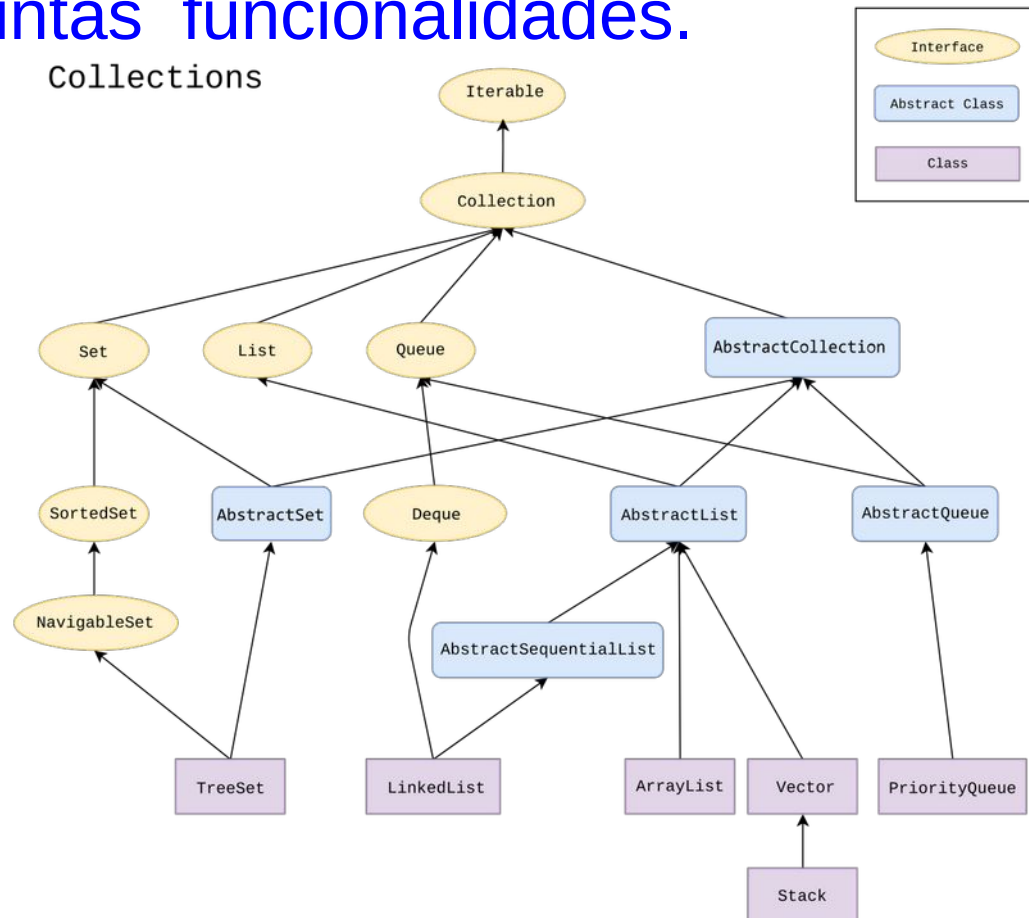 funcionalidades.
Collections
Interface
Abstract Class
Class
Iterable
Collection
Set
List
Queue
AbstractCollection
SortedSet
AbstractSet
Deque
AbstractList
AbstractQueue
NavigableSet
AbstractSequentialList
TreeSet
LinkedList
ArrayList
Vector
PriorityQueue
Stack